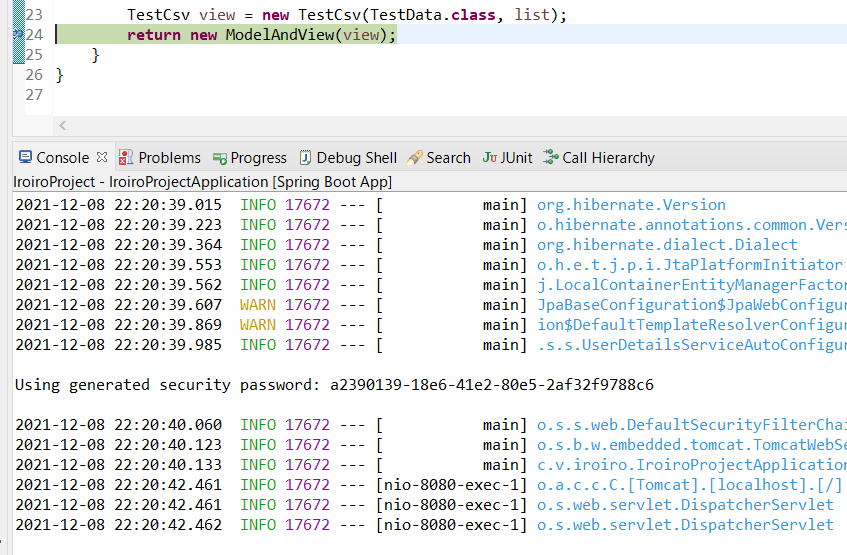 23 TestCsv view = new TestCsv(TestData.class, list);
24 return new ModelAndView(view);
25 }
26 }
27
Console Problems Progress Debug Shell Search JUnit Call Hierarchy
IroiroProject - IroiroProjectApplication [Spring Boot App]
2021-12-08 22:20:39.015 INFO 17672 --- [ main] org.hibernate.Version
2021-12-08 22:20:39.223 INFO 17672 --- [ main] o.hibernate.annotations.common.Vers
2021-12-08 22:20:39.364 INFO 17672 --- [ main] org.hibernate.dialect.Dialect
2021-12-08 22:20:39.553 INFO 17672 --- [ main] o.h.e.t.j.p.i.JtaPlatformInitiator
2021-12-08 22:20:39.562 INFO 17672 --- [ main] j.LocalContainerEntityManagerFactor
2021-12-08 22:20:39.607 WARN 17672 --- [ main] JpaBaseConfiguration$JpaWebConfigur
2021-12-08 22:20:39.869 WARN 17672 --- [ main] ion$DefaultTemplateResolverConfigur
2021-12-08 22:20:39.985 INFO 17672 --- [ main] .s.s.UserDetailsServiceAutoConfigur
Using generated security password: a2390139-18e6-41e2-80e5-2af32f9788c6
2021-12-08 22:20:40.060 INFO 17672 --- [ main] o.s.s.web.DefaultSecurityFilterChai
2021-12-08 22:20:40.123 INFO 17672 --- [ main] o.s.b.w.embedded.tomcat.TomcatWebSe
2021-12-08 22:20:40.133 INFO 17672 --- [ main] c.v.iroiro.IroiroProjectApplication
2021-12-08 22:20:42.461 INFO 17672 --- [nio-8080-exec-1] o.a.c.c.C.[Tomcat].[localhost].[/]
2021-12-08 22:20:42.461 INFO 17672 --- [nio-8080-exec-1] o.s.web.servlet.DispatcherServlet
2021-12-08 22:20:42.462 INFO 17672 --- [nio-8080-exec-1] o.s.web.servlet.DispatcherServlet